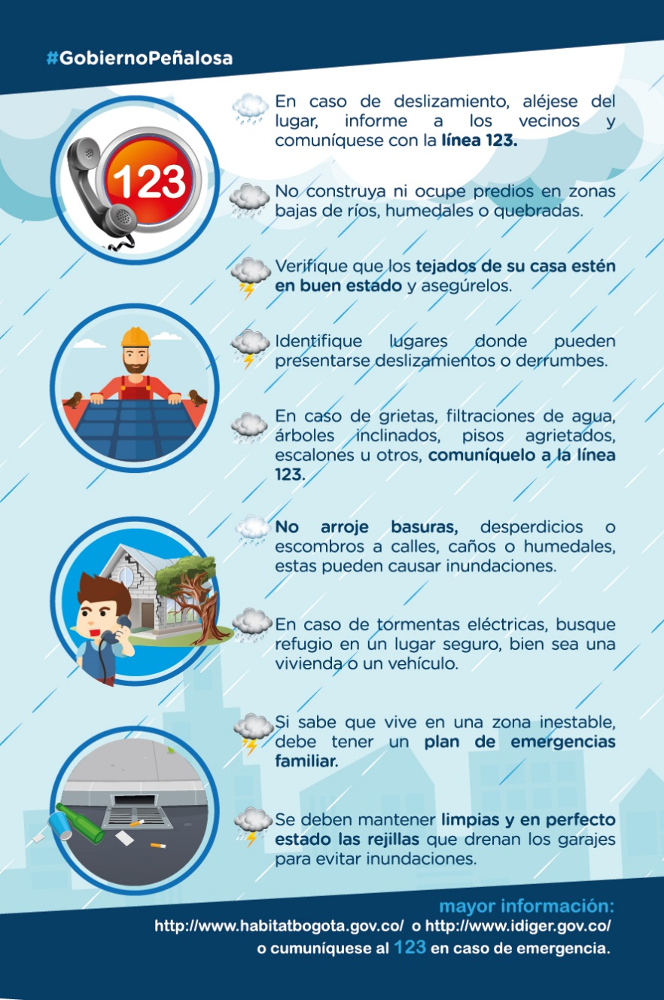 #GobiernoPeñalosa
123
En caso de deslizamiento, aléjese del
lugar, informe a los vecinos y
comuníquese con la línea 123.
No construya ni ocupe predios en zonas
bajas de ríos, humedales o quebradas.
Verifique que los tejados de su casa estén
en buen estado y asegúrelos.
Identifique lugares donde pueden
presentarse deslizamientos o derrumbes.
En caso de grietas, filtraciones de agua,
árboles inclinados, pisos agrietados,
escalones u otros, comuníquelo a la línea
123.
No arroje basuras, desperdicios o
escombros a calles, caños o humedales,
estas pueden causar inundaciones.
En caso de tormentas eléctricas, busque
refugio en un lugar seguro, bien sea una
vivienda o un vehículo.
Si sabe que vive en una zona inestable,
debe tener un plan de emergencias
familiar.
Se deben mantener limpias y en perfecto
estado las rejillas que drenan los garajes
para evitar inundaciones.
mayor información:
http://www.habitatbogota.gov.co/ o http://www.idiger.gov.co/
o cumuníquese al 123 en caso de emergencia.